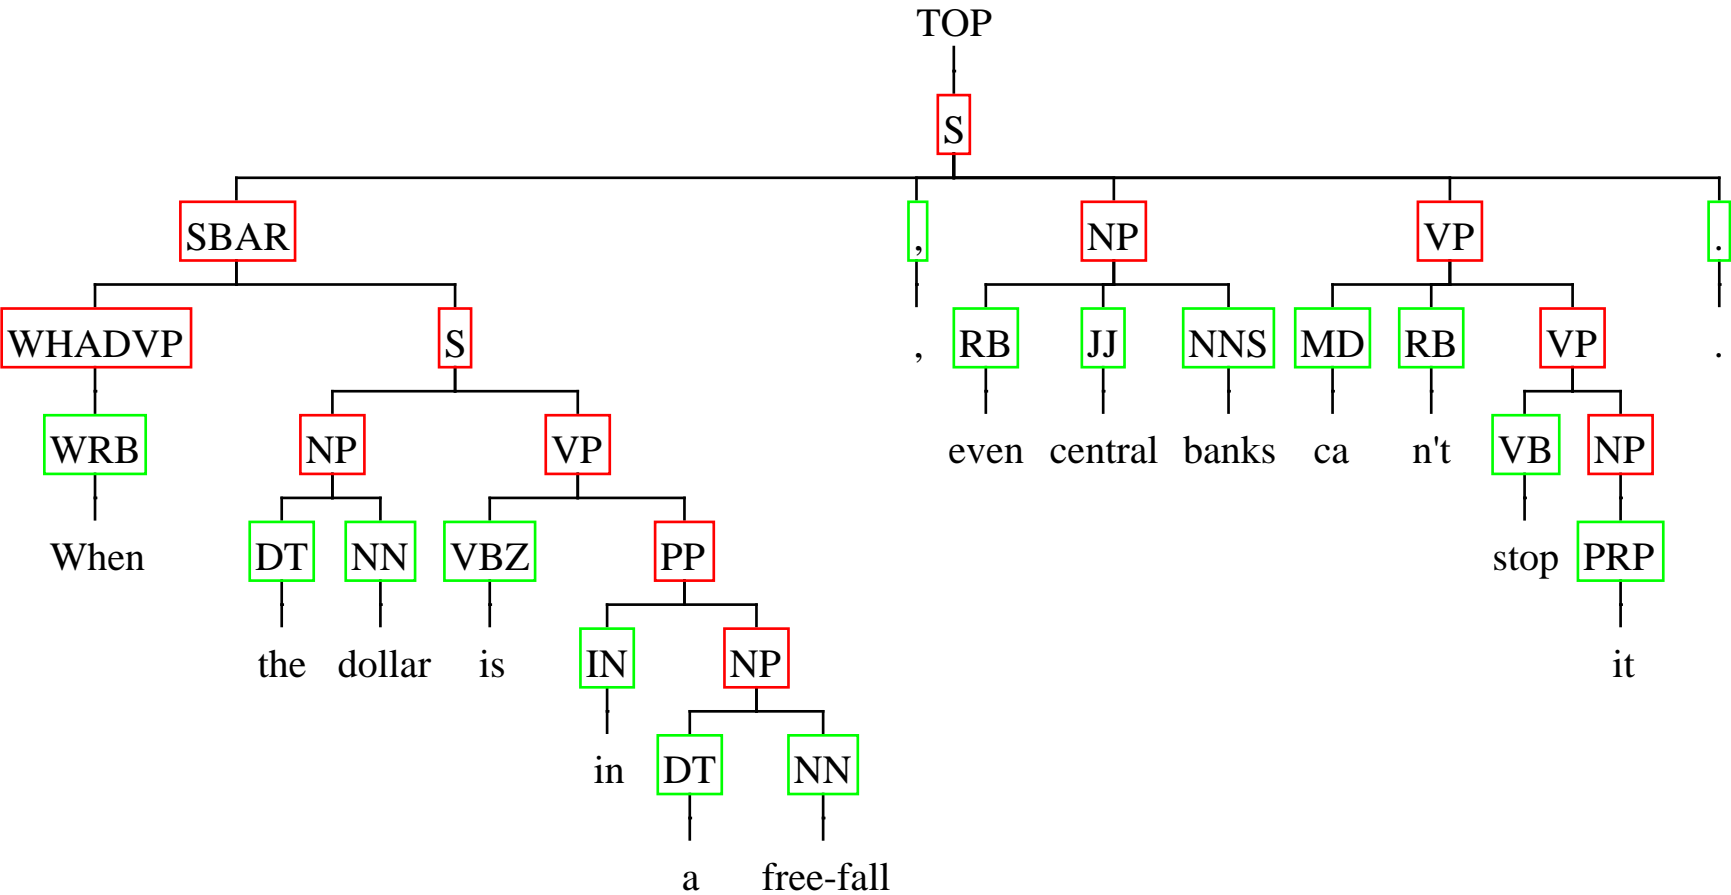 TOP
S
SBAR , NP VP .
WHADVP S , RB JJ NNS MD RB VP .
WRB NP VP even central banks ca n't VB NP
When DT NN VBZ PP stop PRP
the dollar is IN NP it
in DT NN
a free-fall